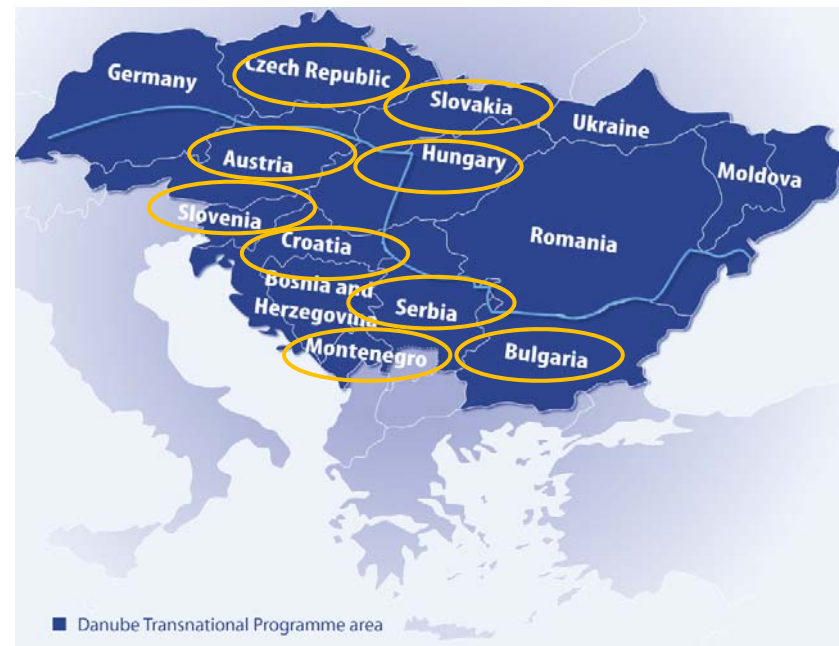 Germany
Czech Republic
Slovakia
Ukraine
Austria
Hungary
Moldova
Slovenia
Croatia
Romania
Bosnia and
Herzegovina
Serbia
Montenegro
Bulgaria
Danube Transnational Programme area